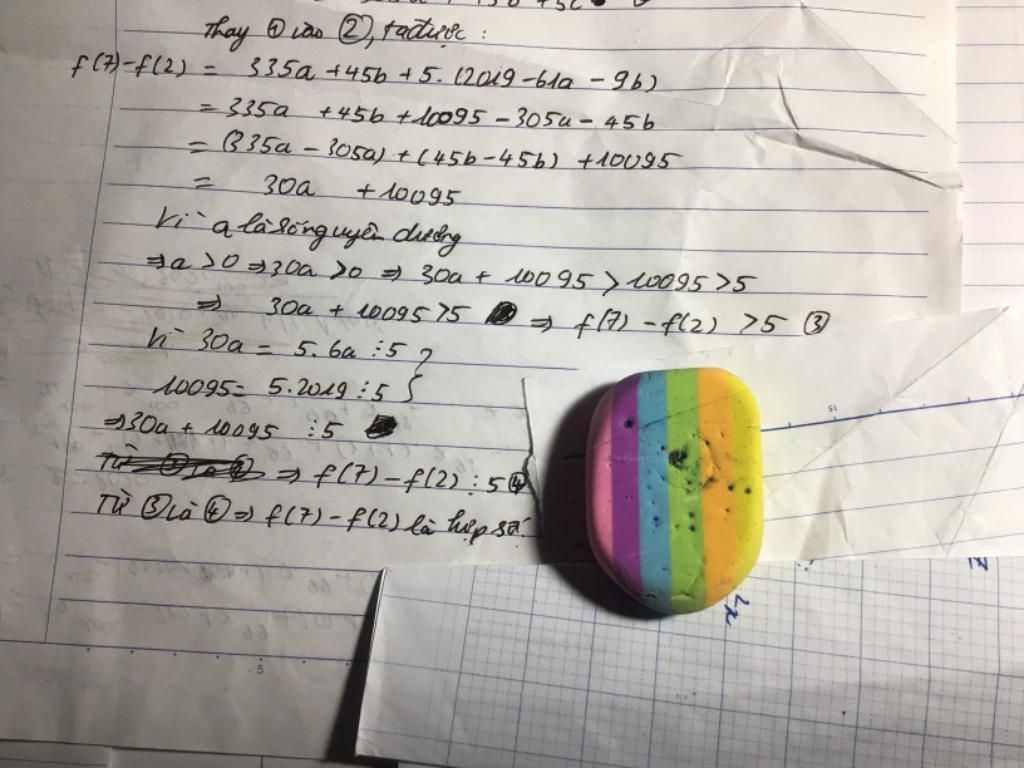 Thay ① vào ②, ta được:
f(7)-f(2) = 335a + 45b + 5.(2019-61a - 9b)
= 335a + 45b + 10095 - 305a - 45b
= (335a - 305a) + (45b - 45b) + 10095
= 30a + 10095
Vì a là số nguyên dương
⇒ a > 0 ⇒ 30a > 0 ⇒ 30a + 10095 > 10095 > 5
⇒ 30a + 10095 > 5 ⇒ f(7) - f(2) > 5 ③
Vì 30a = 5.6a ⋮ 5 }
10095 = 5.2019 ⋮ 5 }
⇒ 30a + 10095 ⋮ 5
⇒ f(7) - f(2) ⋮ 5 ④
Từ ③ và ④ ⇒ f(7) - f(2) là hợp số.
15
5